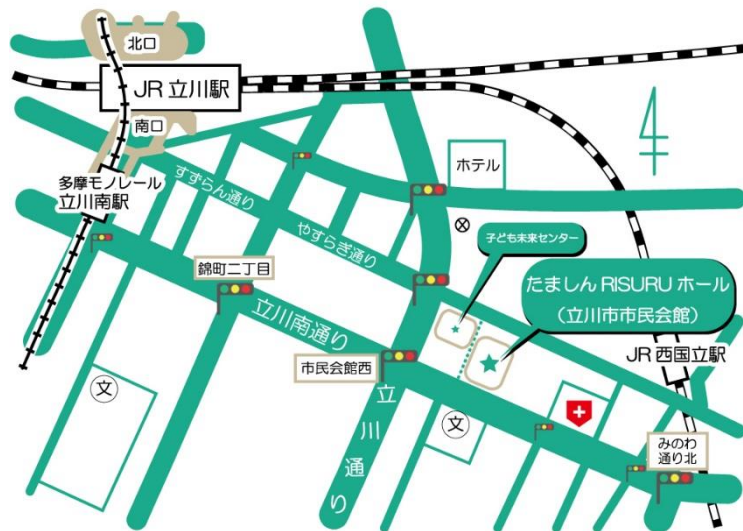 北口
JR 立川駅
南口
多摩モノレール
立川南駅
すずらん通り
ホテル
やすらぎ通り
子ども未来センター
錦町二丁目
たましん RISURU ホール
(立川市市民会館)
立川南通り
市民会館西
JR 西国立駅
立川通り
文
文
みのわ
通り北